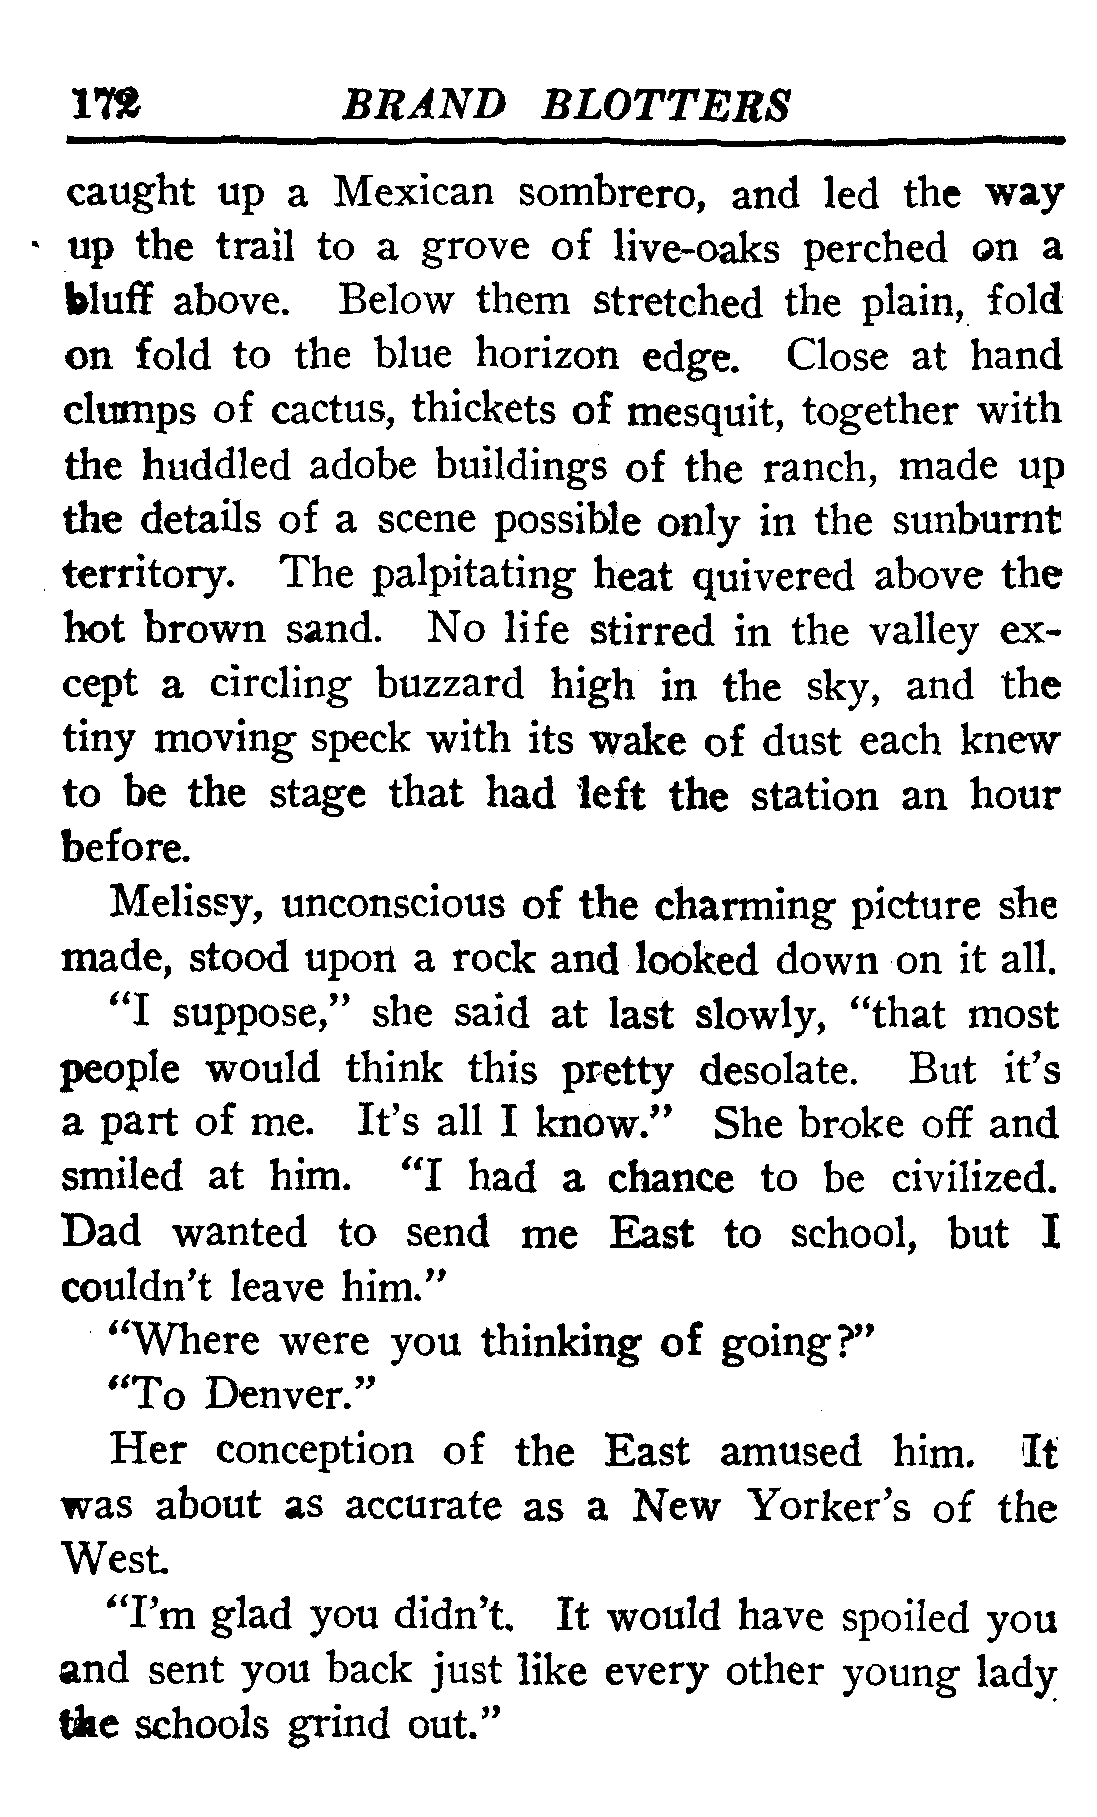 172 BRAND BLOTTERS
caught up a Mexican sombrero, and led the way
up the trail to a grove of live-oaks perched on a
bluff above. Below them stretched the plain, fold
on fold to the blue horizon edge. Close at hand
clumps of cactus, thickets of mesquit, together with
the huddled adobe buildings of the ranch, made up
the details of a scene possible only in the sunburnt
territory. The palpitating heat quivered above the
hot brown sand. No life stirred in the valley ex-
cept a circling buzzard high in the sky, and the
tiny moving speck with its wake of dust each knew
to be the stage that had left the station an hour
before.
Melissy, unconscious of the charming picture she
made, stood upon a rock and looked down on it all.
“I suppose,” she said at last slowly, “that most
people would think this pretty desolate. But it’s
a part of me. It’s all I know.” She broke off and
smiled at him. “I had a chance to be civilized.
Dad wanted to send me East to school, but I
couldn’t leave him.”
“Where were you thinking of going?”
“To Denver.”
Her conception of the East amused him. It
was about as accurate as a New Yorker’s of the
West.
“I’m glad you didn’t. It would have spoiled you
and sent you back just like every other young lady
the schools grind out.”